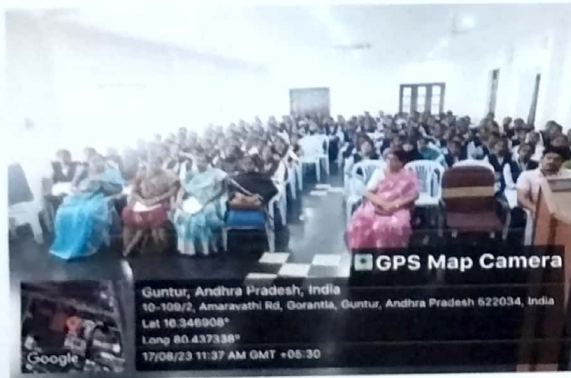 GPS Map Camera
Guntur, Andhra Pradesh, India
10-109/2, Amaravathi Rd, Gorantla, Guntur, Andhra Pradesh 522034, India
Lat 16.346908°
Long 80.437338°
17/08/23 11:37 AM GMT +05:30
Google